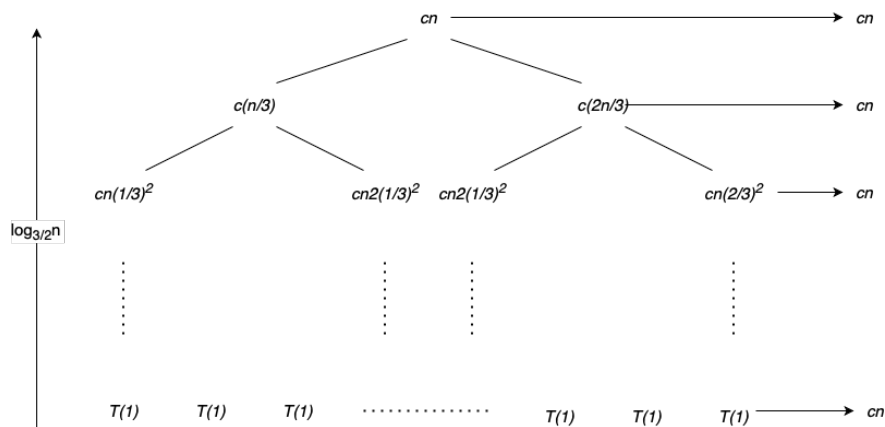 cn cn
c(n/3) c(2n/3) cn
cn(1/3)² cn2(1/3)² cn2(1/3)² cn(2/3)² cn
log₃/₂n
T(1) T(1) T(1) T(1) T(1) T(1) cn